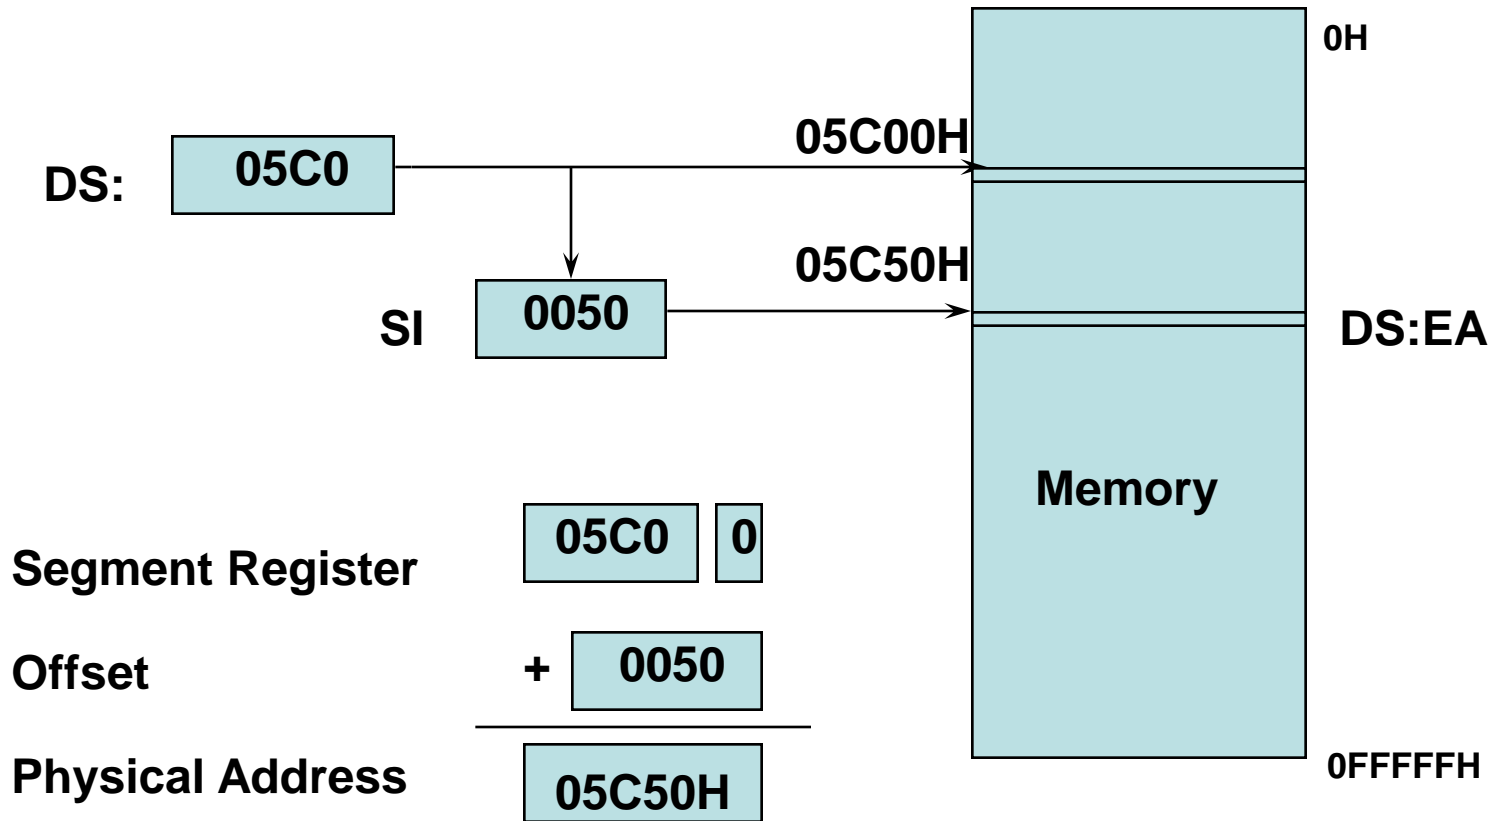 0H
05C00H
DS:
05C0
05C50H
SI
0050
DS:EA
Memory
Segment Register
05C0 0
Offset
+ 0050
Physical Address
05C50H
0FFFFFH